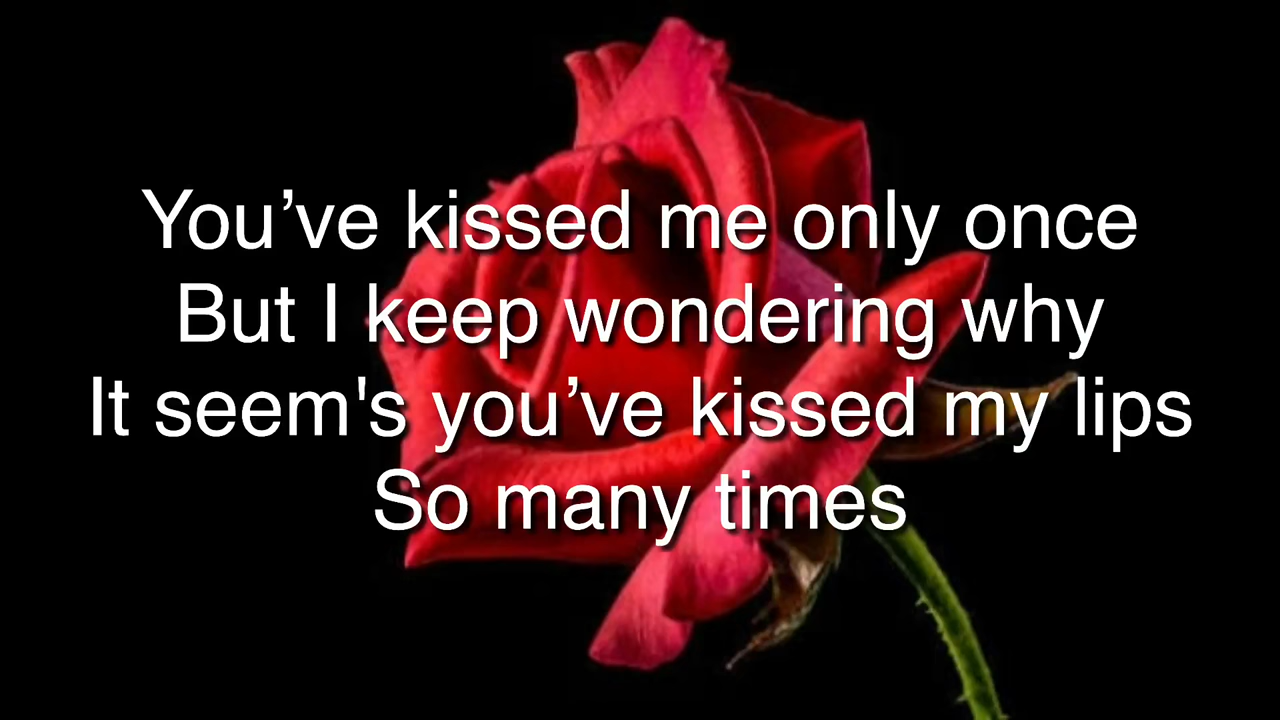 You’ve kissed me only once
But I keep wondering why
It seem's you’ve kissed my lips
So many times